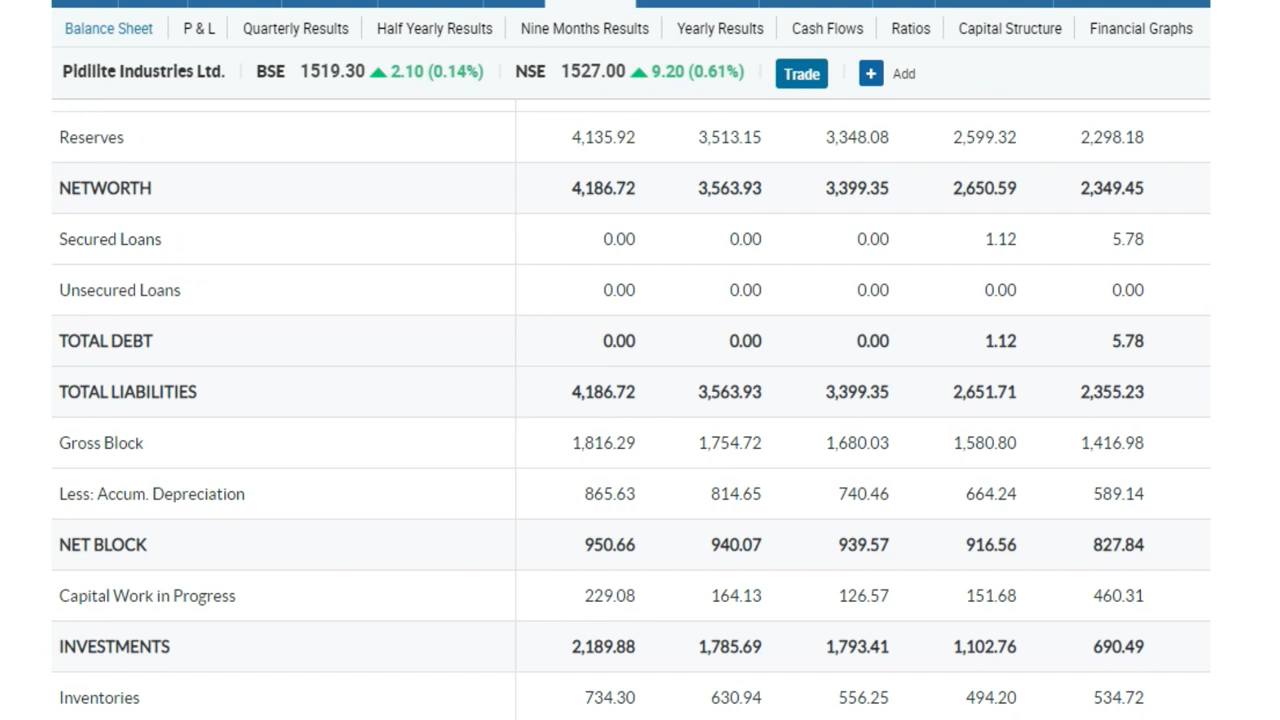 Balance Sheet P & L Quarterly Results Half Yearly Results Nine Months Results Yearly Results Cash Flows Ratios Capital Structure Financial Graphs
Pidilite Industries Ltd. BSE 1519.30 2.10 (0.14%) NSE 1527.00 9.20 (0.61%) Trade + Add
Reserves 4,135.92 3,513.15 3,348.08 2,599.32 2,298.18
NETWORTH 4,186.72 3,563.93 3,399.35 2,650.59 2,349.45
Secured Loans 0.00 0.00 0.00 1.12 5.78
Unsecured Loans 0.00 0.00 0.00 0.00 0.00
TOTAL DEBT 0.00 0.00 0.00 1.12 5.78
TOTAL LIABILITIES 4,186.72 3,563.93 3,399.35 2,651.71 2,355.23
Gross Block 1,816.29 1,754.72 1,680.03 1,580.80 1,416.98
Less: Accum. Depreciation 865.63 814.65 740.46 664.24 589.14
NET BLOCK 950.66 940.07 939.57 916.56 827.84
Capital Work in Progress 229.08 164.13 126.57 151.68 460.31
INVESTMENTS 2,189.88 1,785.69 1,793.41 1,102.76 690.49
Inventories 734.30 630.94 556.25 494.20 534.72